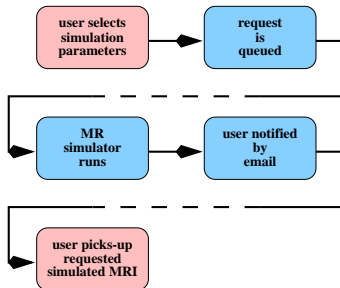 user selects
simulation
parameters
request
is
queued
MR
simulator
runs
user notified
by
email
user picks-up
requested
simulated MRI